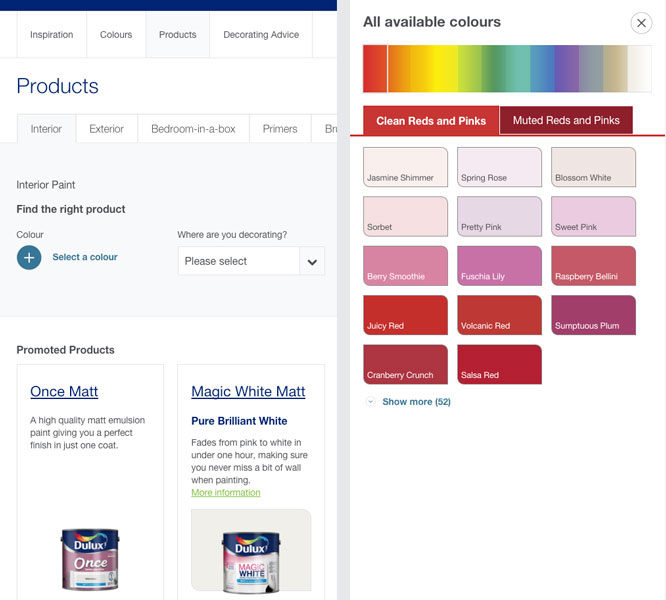 Inspiration
Colours
Products
Decorating Advice
Products
Interior
Exterior
Bedroom-in-a-box
Primers
Bru
Interior Paint
Find the right product
Colour
Where are you decorating?
Select a colour
Please select
Promoted Products
Once Matt
A high quality matt emulsion
paint giving you a perfect
finish in just one coat.
Dulux
Once
Magic White Matt
Pure Brilliant White
Fades from pink to white in
under one hour, making sure
you never miss a bit of wall
when painting.
More information
Dulux
MAGIC
WHITE
All available colours
Clean Reds and Pinks
Muted Reds and Pinks
Jasmine Shimmer
Spring Rose
Blossom White
Sorbet
Pretty Pink
Sweet Pink
Berry Smoothie
Fuschia Lily
Raspberry Bellini
Juicy Red
Volcanic Red
Sumptuous Plum
Cranberry Crunch
Salsa Red
Show more (52)